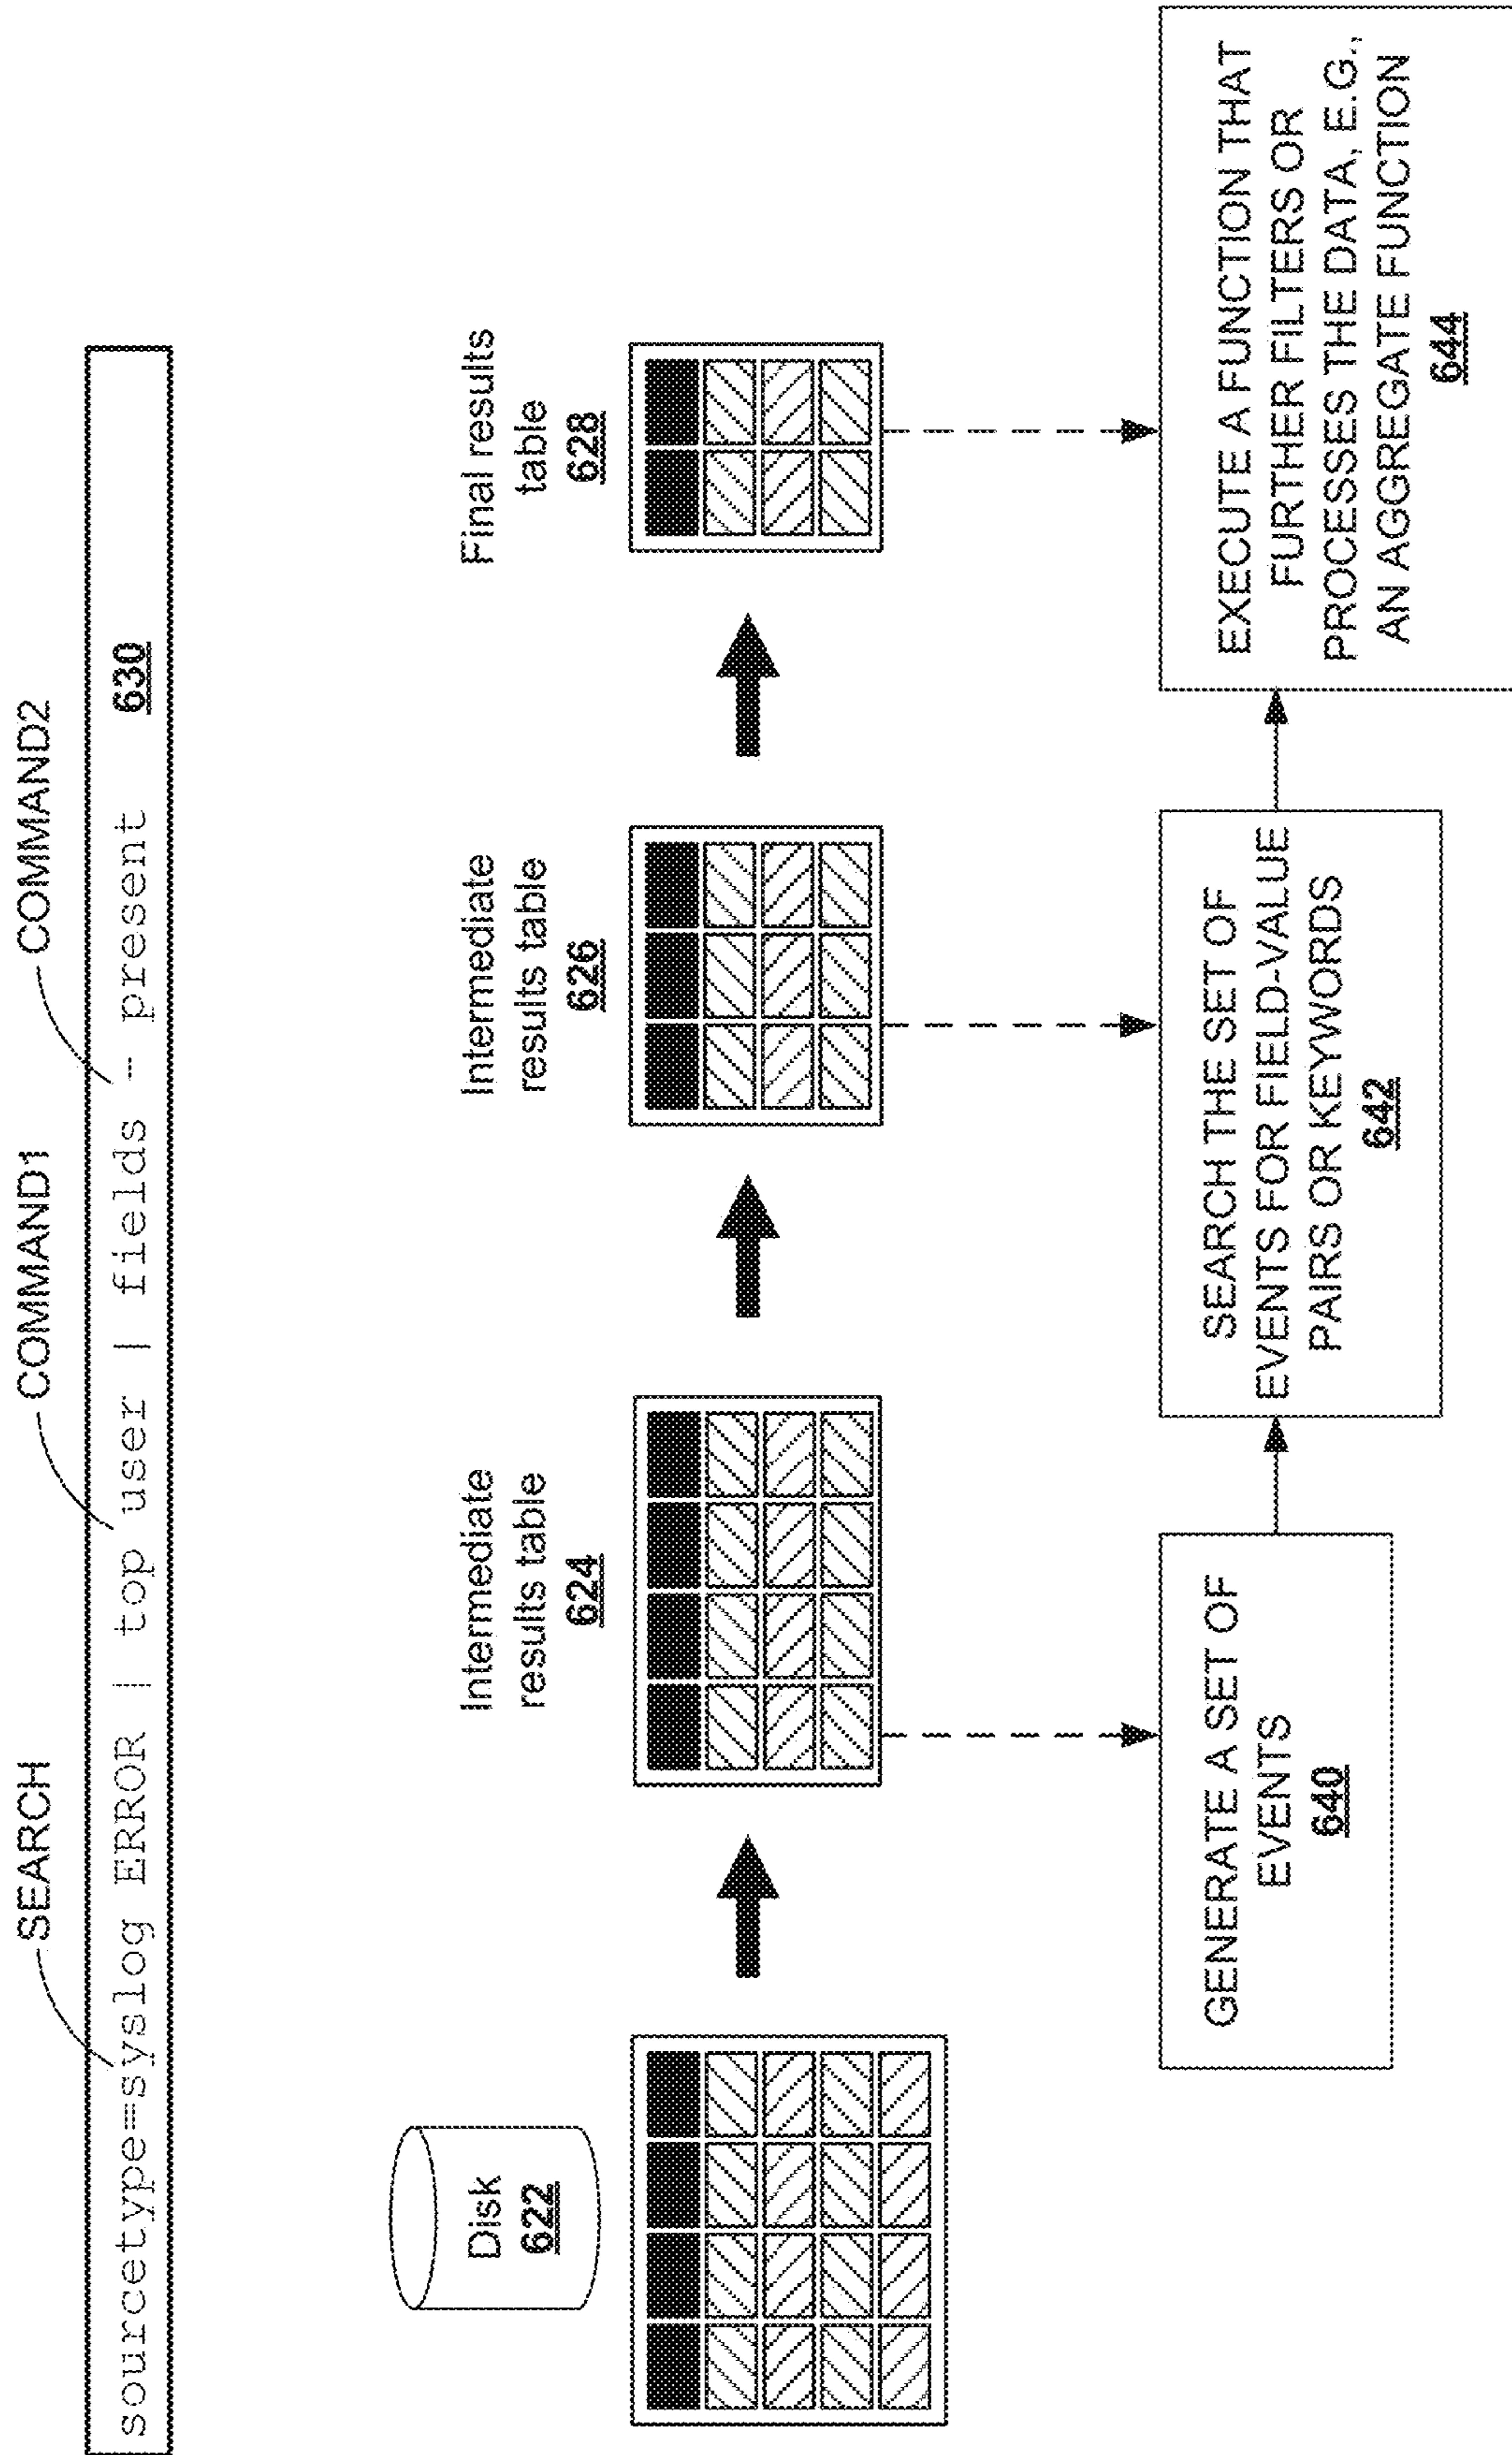 SEARCH
COMMAND1
COMMAND2
sourcetype=syslog ERROR | top user | fields - present 630
Disk
622
Intermediate
results table
624
Intermediate
results table
626
Final results
table
628
GENERATE A SET OF
EVENTS
640
SEARCH THE SET OF
EVENTS FOR FIELD-VALUE
PAIRS OR KEYWORDS
642
EXECUTE A FUNCTION THAT
FURTHER FILTERS OR
PROCESSES THE DATA, E.G.,
AN AGGREGATE FUNCTION
644